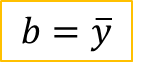 b = ȳ